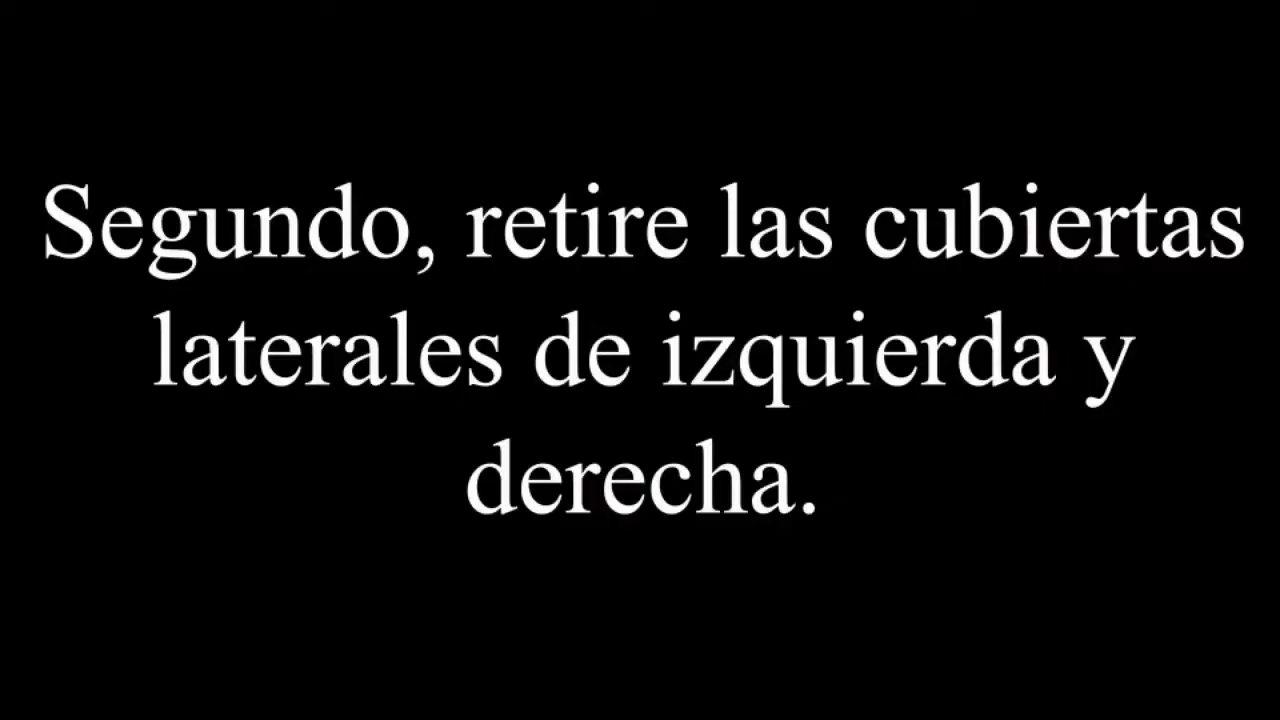 Segundo, retire las cubiertas
laterales de izquierda y
derecha.